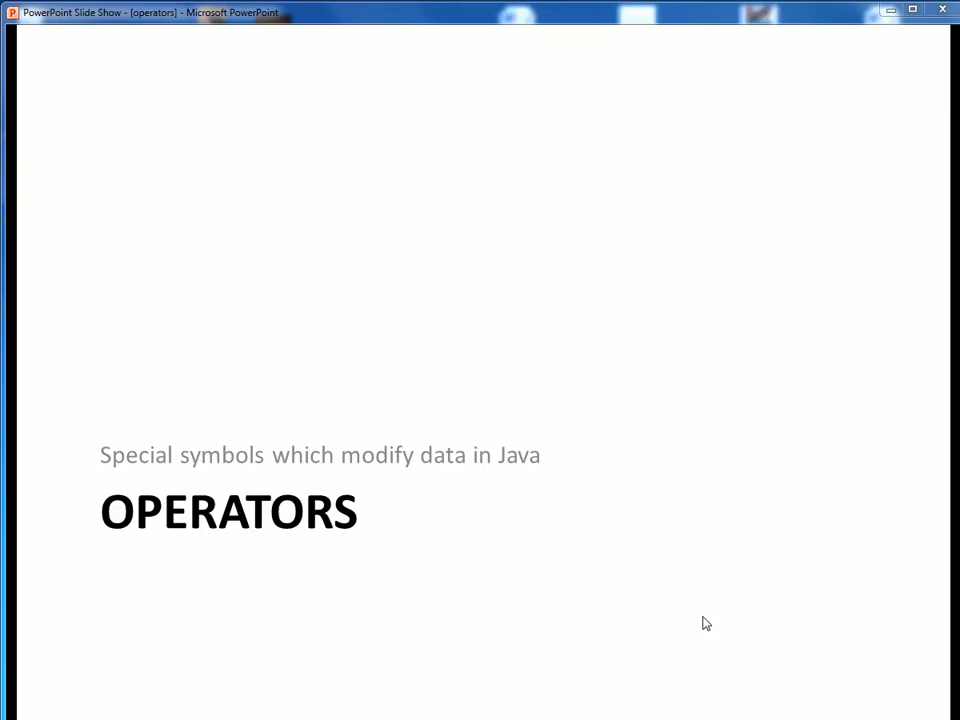 PowerPoint Slide Show - [operators] - Microsoft PowerPoint
Special symbols which modify data in Java
OPERATORS